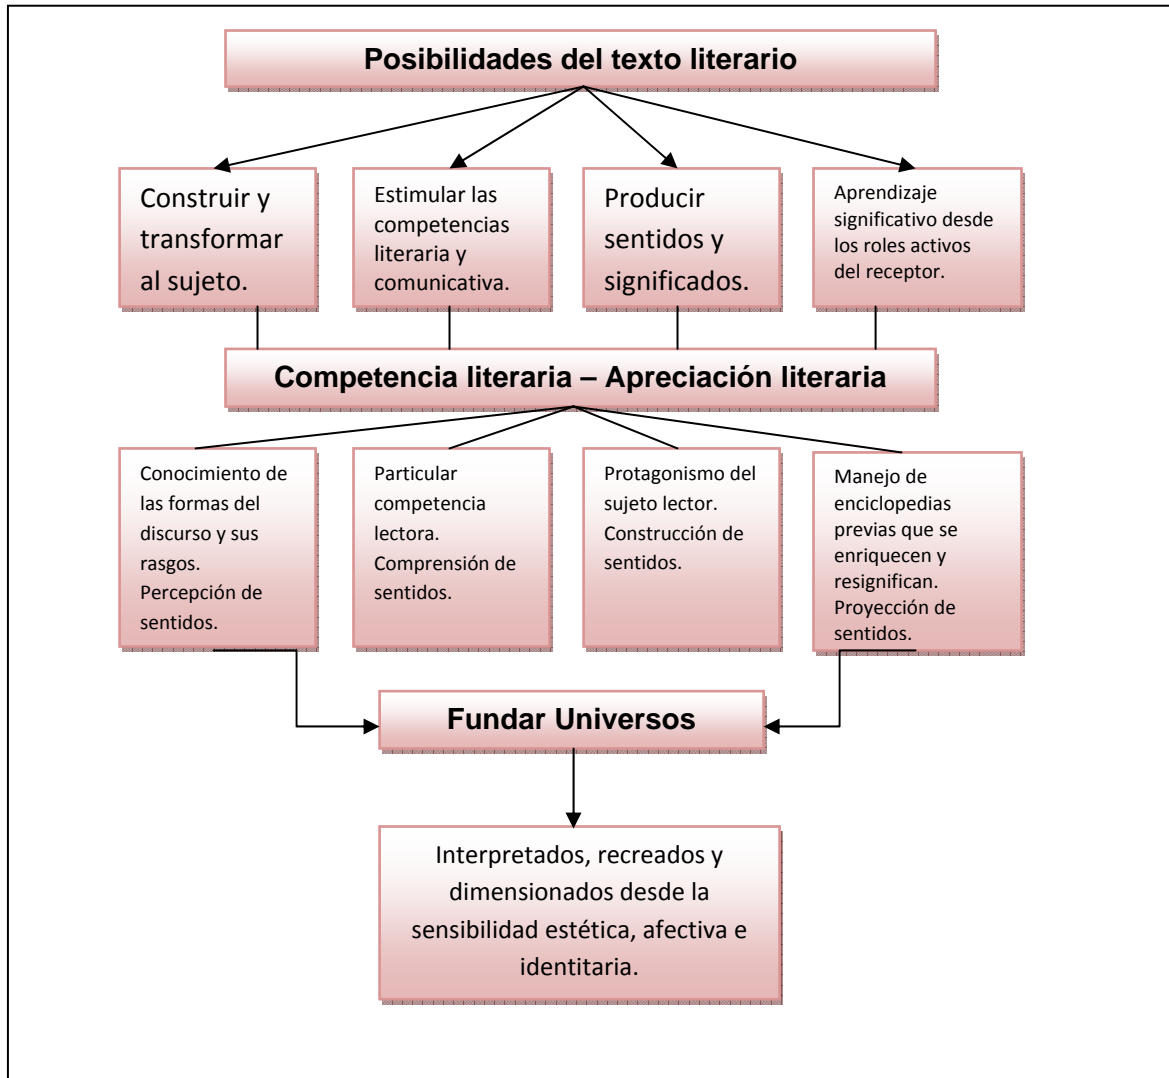 Posibilidades del texto literario
Construir y
transformar
al sujeto.
Estimular las
competencias
literaria y
comunicativa.
Producir
sentidos y
significados.
Aprendizaje
significativo desde
los roles activos
del receptor.
Competencia literaria – Apreciación literaria
Conocimiento de
las formas del
discurso y sus
rasgos.
Percepción de
sentidos.
Particular
competencia
lectora.
Comprensión de
sentidos.
Protagonismo del
sujeto lector.
Construcción de
sentidos.
Manejo de
enciclopedias
previas que se
enriquecen y
resignifican.
Proyección de
sentidos.
Fundar Universos
Interpretados, recreados y
dimensionados desde la
sensibilidad estética, afectiva e
identitaria.